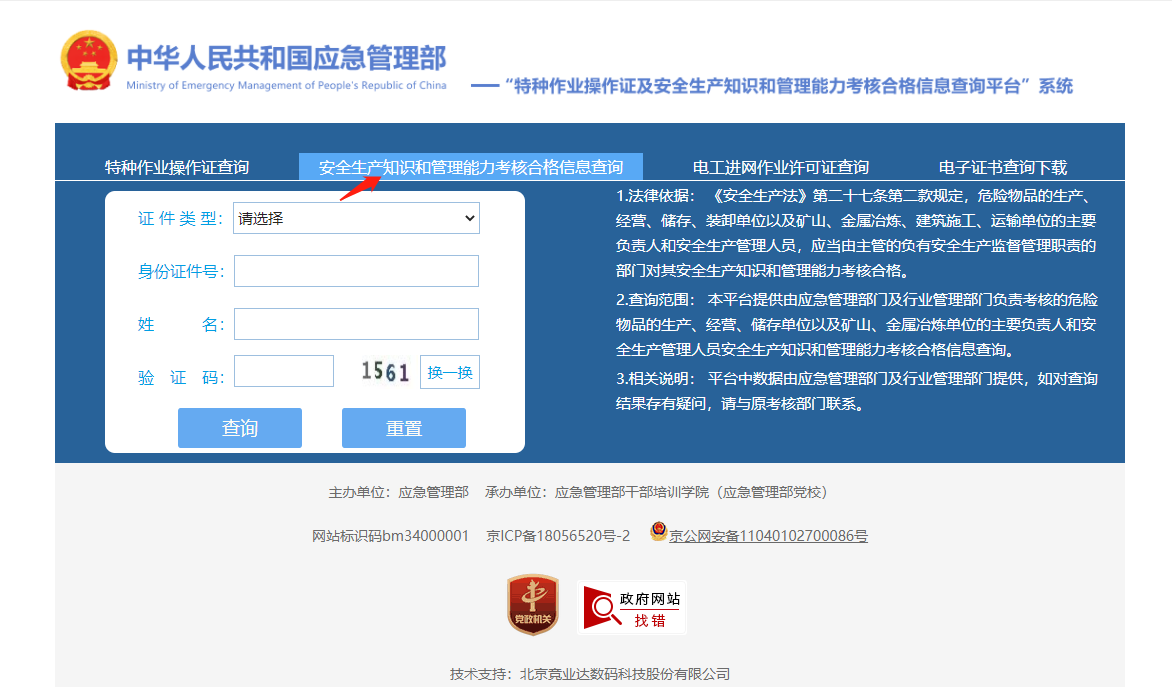 中华人民共和国应急管理部
Ministry of Emergency Management of People's Republic of China
——“特种作业操作证及安全生产知识和管理能力考核合格信息查询平台”系统
特种作业操作证查询 安全生产知识和管理能力考核合格信息查询 电工进网作业许可证查询 电子证书查询下载
证件类型： 请选择
身份证件号：
姓 名：
验 证 码： 1561 换一换
查询 重置
1.法律依据： 《安全生产法》第二十七条第二款规定，危险物品的生产、
经营、储存、装卸单位以及矿山、金属冶炼、建筑施工、运输单位的主要
负责人和安全生产管理人员，应当由主管的负有安全生产监督管理职责的
部门对其安全生产知识和管理能力考核合格。
2.查询范围： 本平台提供由应急管理部门及行业管理部门负责考核的危险
物品的生产、经营、储存单位以及矿山、金属冶炼单位的主要负责人和安
全生产管理人员安全生产知识和管理能力考核合格信息查询。
3.相关说明： 平台中数据由应急管理部门及行业管理部门提供，如对查询
结果存有疑问，请与原考核部门联系。
主办单位：应急管理部 承办单位：应急管理部干部培训学院（应急管理部党校）
网站标识码bm34000001 京ICP备18056520号-2 京公网安备11040102700086号
党政机关
政府网站
找错
技术支持：北京竟业达数码科技股份有限公司